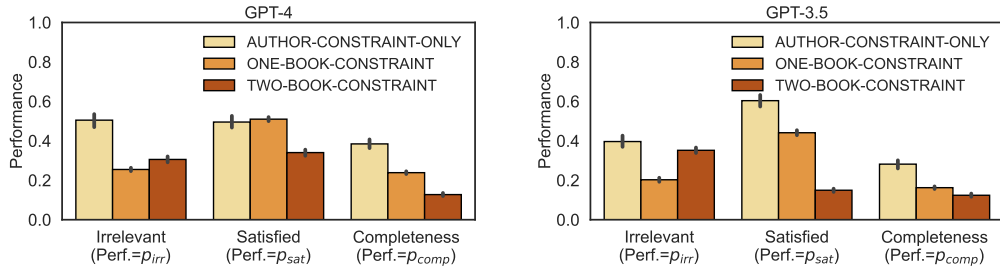 GPT-4
1.0
0.8
0.6
0.4
0.2
0.0
Performance
AUTHOR-CONSTRAINT-ONLY
ONE-BOOK-CONSTRAINT
TWO-BOOK-CONSTRAINT
Irrelevant
(Perf.=p_irr)
Satisfied
(Perf.=p_sat)
Completeness
(Perf.=p_comp)
GPT-3.5
1.0
0.8
0.6
0.4
0.2
0.0
Performance
AUTHOR-CONSTRAINT-ONLY
ONE-BOOK-CONSTRAINT
TWO-BOOK-CONSTRAINT
Irrelevant
(Perf.=p_irr)
Satisfied
(Perf.=p_sat)
Completeness
(Perf.=p_comp)